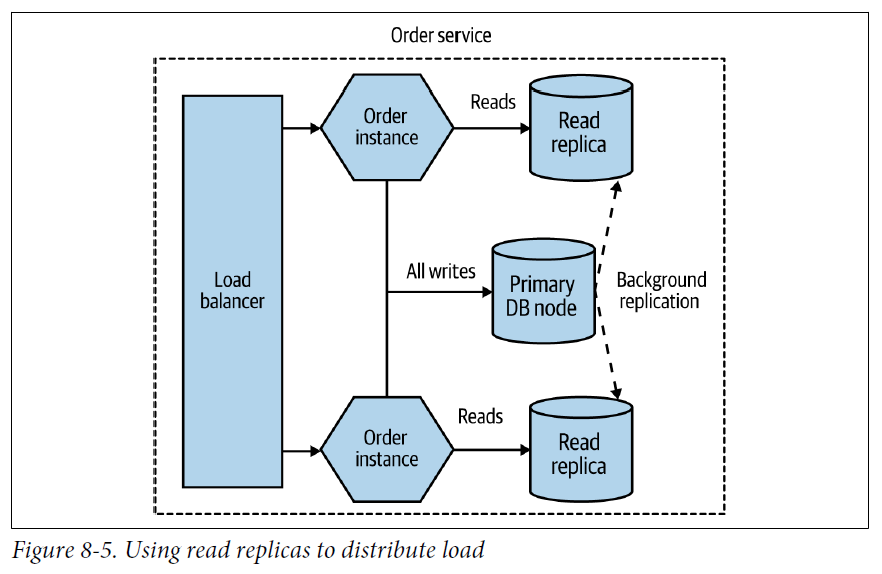 Order service
Order
instance
Reads
Read
replica
Load
balancer
All writes
Primary
DB node
Background
replication
Order
instance
Reads
Read
replica
Figure 8-5. Using read replicas to distribute load